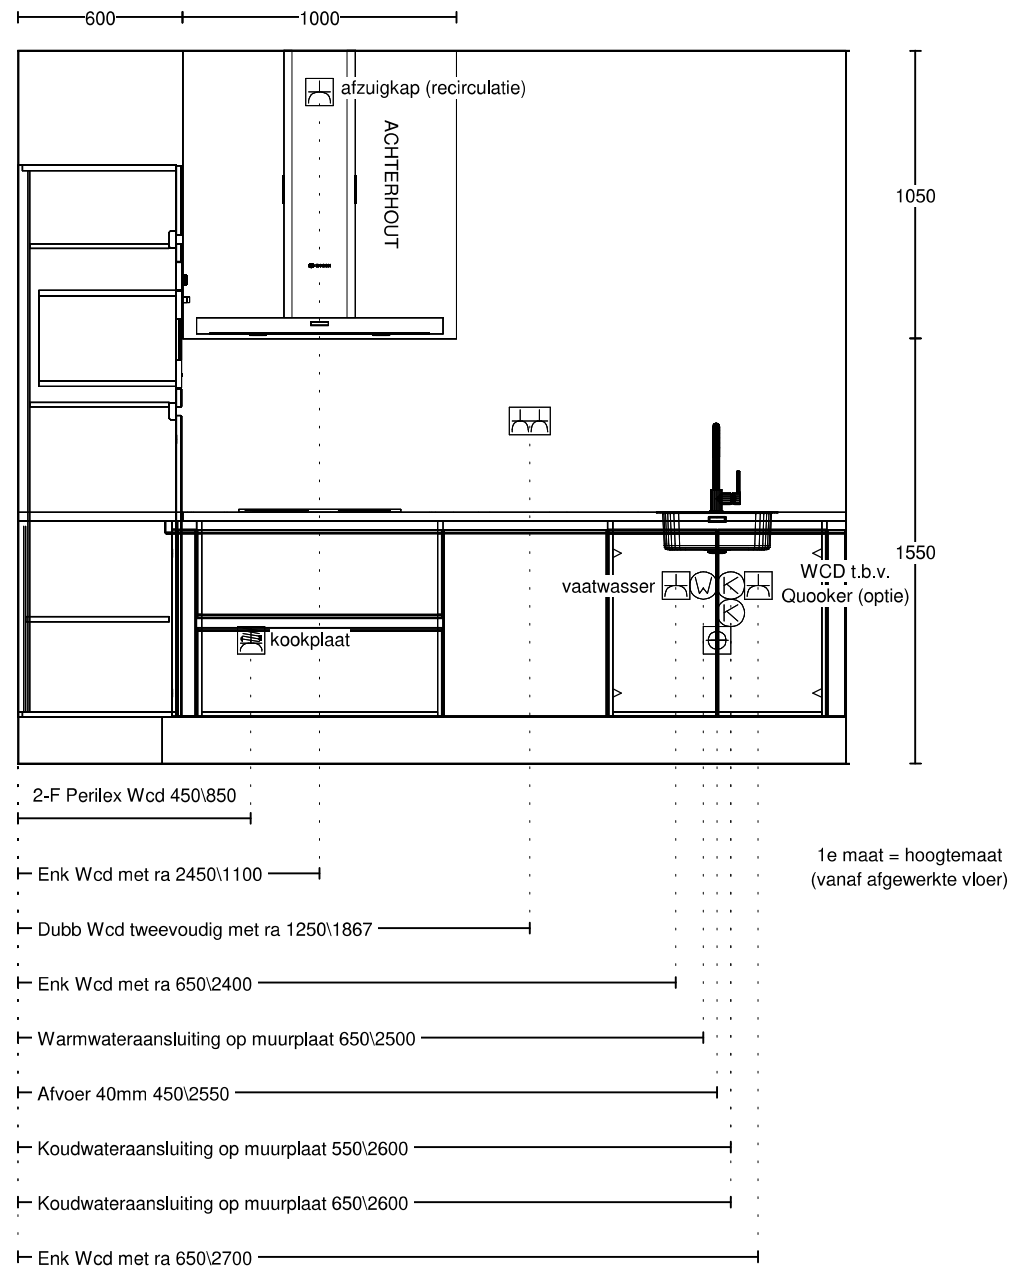 600
1000
afzuigkap (recirculatie)
ACHTERHOUT
1050
1550
vaatwasser
W
K
K
WCD t.b.v.
Quooker (optie)
kookplaat
2-F Perilex Wcd 450\850
1e maat = hoogtemaat
(vanaf afgewerkte vloer)
Enk Wcd met ra 2450\1100
Dubb Wcd tweevoudig met ra 1250\1867
Enk Wcd met ra 650\2400
Warmwateraansluiting op muurplaat 650\2500
Afvoer 40mm 450\2550
Koudwateraansluiting op muurplaat 550\2600
Koudwateraansluiting op muurplaat 650\2600
Enk Wcd met ra 650\2700